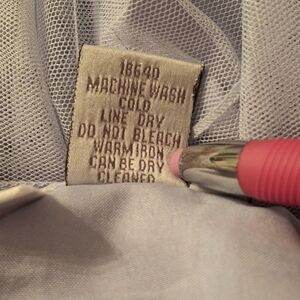 18640
MACHINE WASH
COLD
LINE DRY
DO NOT BLEACH
WARM IRON
CAN BE DRY
CLEANED